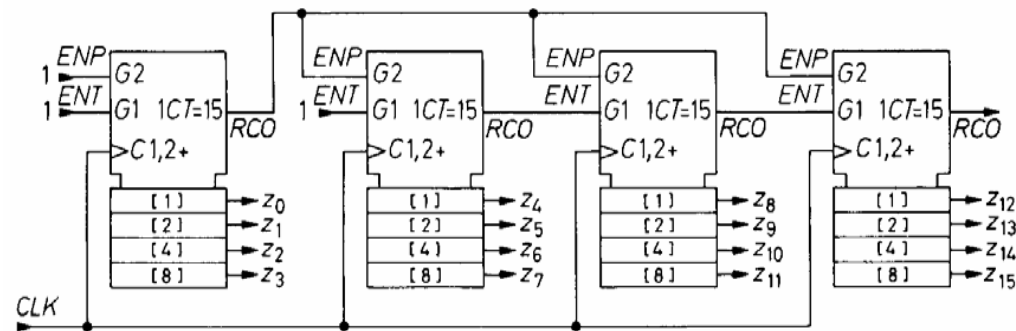 ENP ENP ENP ENP
1 G2 G2 G2 G2
ENT ENT ENT ENT
1 G1 1CT=15 1 G1 1CT=15 G1 1CT=15 G1 1CT=15
RCO RCO RCO RCO
C1,2+ C1,2+ C1,2+ C1,2+
[1] z0 [1] z4 [1] z8 [1] z12
[2] z1 [2] z5 [2] z9 [2] z13
[4] z2 [4] z6 [4] z10 [4] z14
[8] z3 [8] z7 [8] z11 [8] z15
CLK